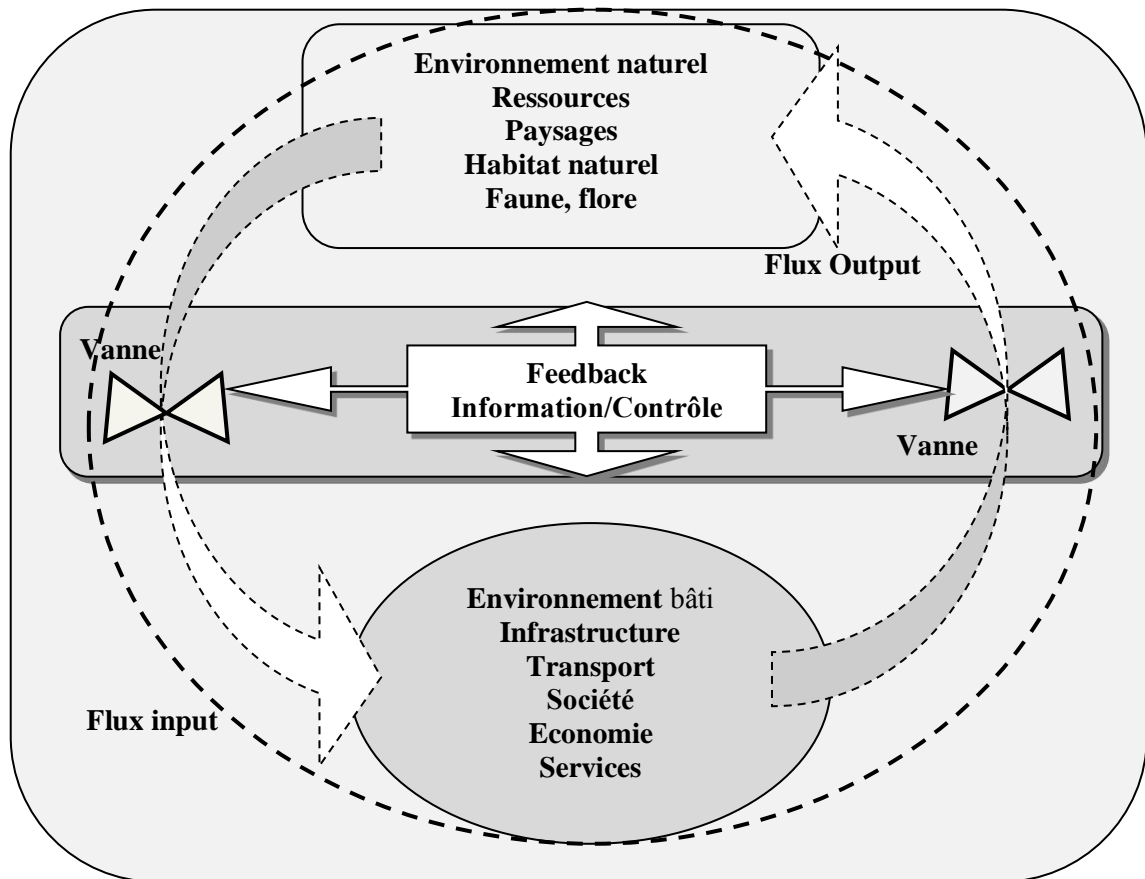 Environnement naturel
Ressources
Paysages
Habitat naturel
Faune, flore
Flux Output
Vanne
Feedback
Information/Contrôle
Vanne
Environnement bâti
Infrastructure
Transport
Société
Economie
Services
Flux input